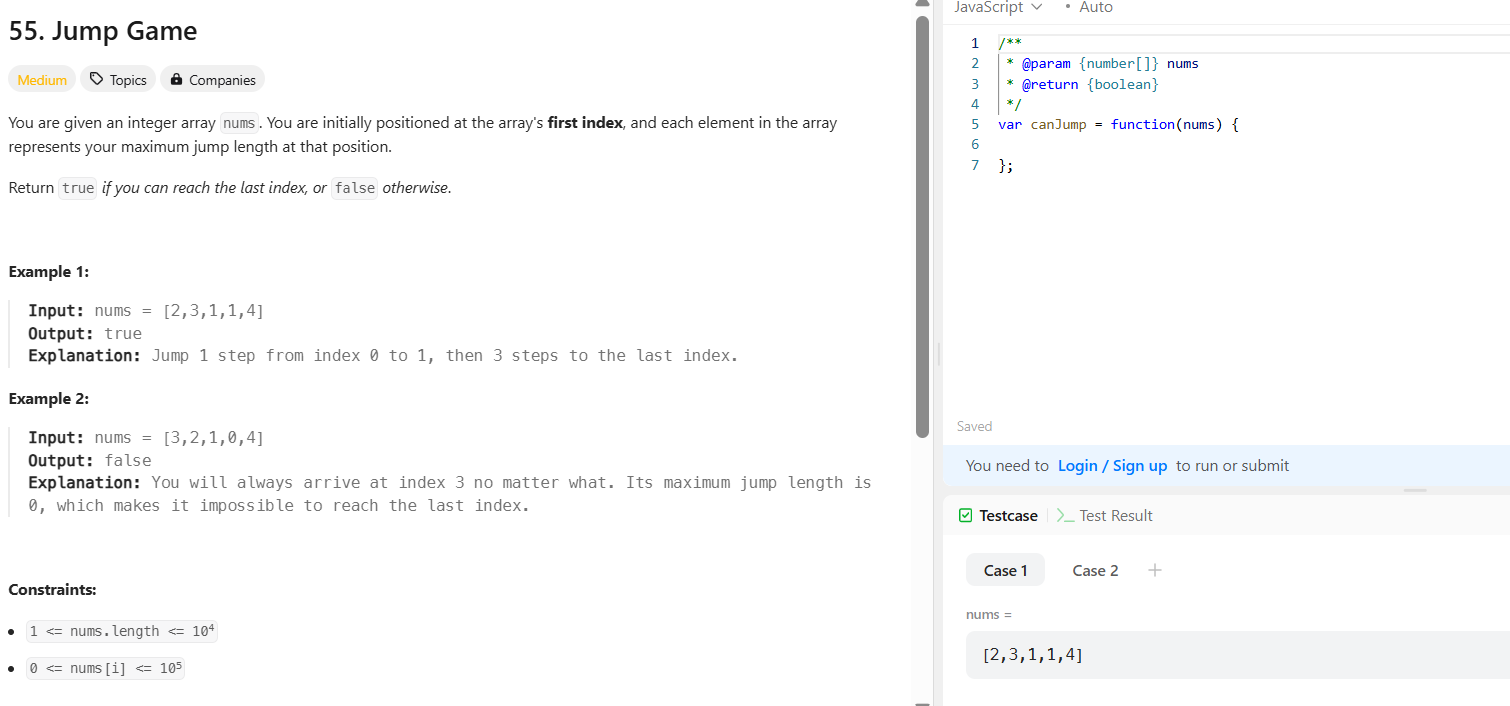 55. Jump Game
Medium
Topics
Companies
You are given an integer array nums. You are initially positioned at the array's first index, and each element in the array
represents your maximum jump length at that position.
Return true if you can reach the last index, or false otherwise.
Example 1:
Input: nums = [2,3,1,1,4]
Output: true
Explanation: Jump 1 step from index 0 to 1, then 3 steps to the last index.
Example 2:
Input: nums = [3,2,1,0,4]
Output: false
Explanation: You will always arrive at index 3 no matter what. Its maximum jump length is
0, which makes it impossible to reach the last index.
Constraints:
• 1 <= nums.length <= 10⁴
• 0 <= nums[i] <= 10⁵
JavaScript • Auto
1 /**
2 * @param {number[]} nums
3 * @return {boolean}
4 */
5 var canJump = function(nums) {
6
7 };
Saved
You need to Login / Sign up to run or submit
Testcase
Test Result
Case 1
Case 2
+
nums =
[2,3,1,1,4]